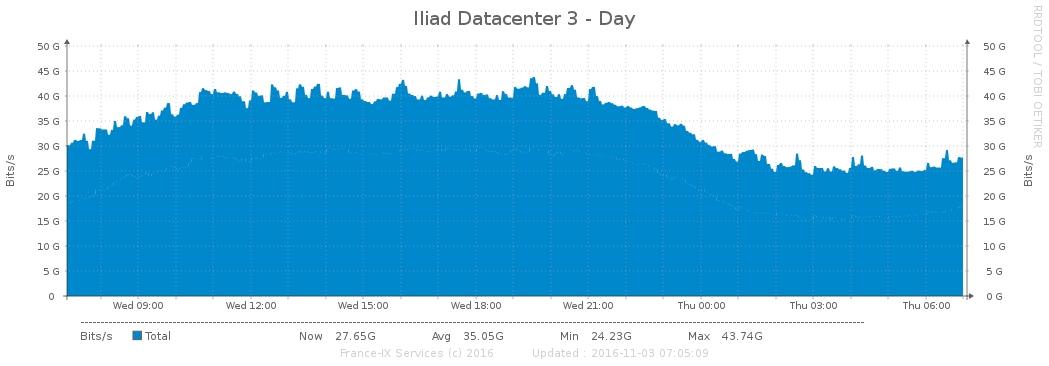 Iliad Datacenter 3 - Day
RRDTOOL / TOBI OETIKER
50 G 50 G
45 G 45 G
40 G 40 G
35 G 35 G
30 G 30 G
25 G 25 G
20 G 20 G
15 G 15 G
10 G 10 G
5 G 5 G
0 0 G
Bits/s
Bits/s
Wed 09:00 Wed 12:00 Wed 15:00 Wed 18:00 Wed 21:00 Thu 00:00 Thu 03:00 Thu 06:00
Bits/s Total Now 27.65G Avg 35.05G Min 24.23G Max 43.74G
France-IX Services (c) 2016 Updated : 2016-11-03 07:05:09